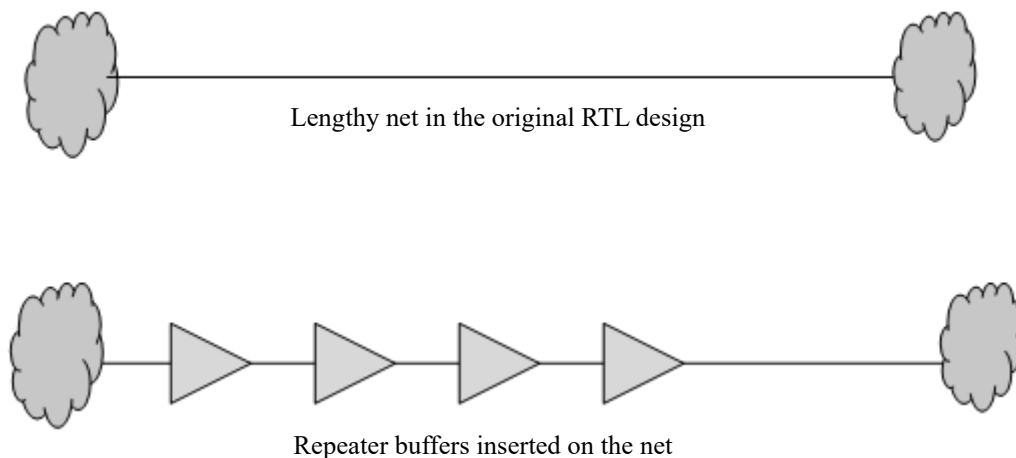 Lengthy net in the original RTL design
Repeater buffers inserted on the net